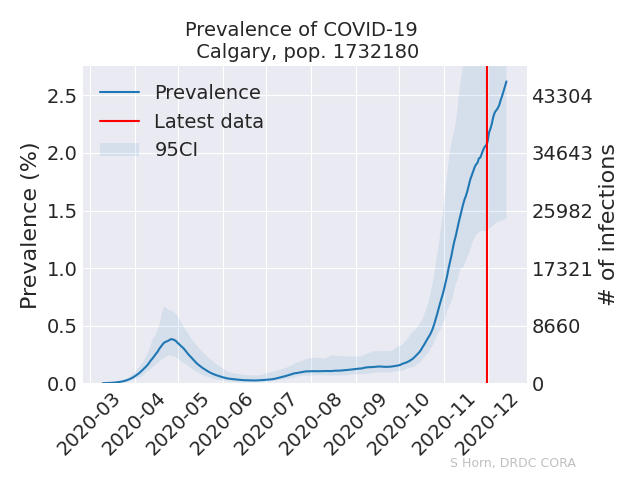 Prevalence of COVID-19
Calgary, pop. 1732180
Prevalence
Latest data
95CI
Prevalence (%)
2.5
2.0
1.5
1.0
0.5
0.0
43304
34643
25982
17321
8660
0
# of infections
2020-03
2020-04
2020-05
2020-06
2020-07
2020-08
2020-09
2020-10
2020-11
2020-12
S Horn, DRDC CORA